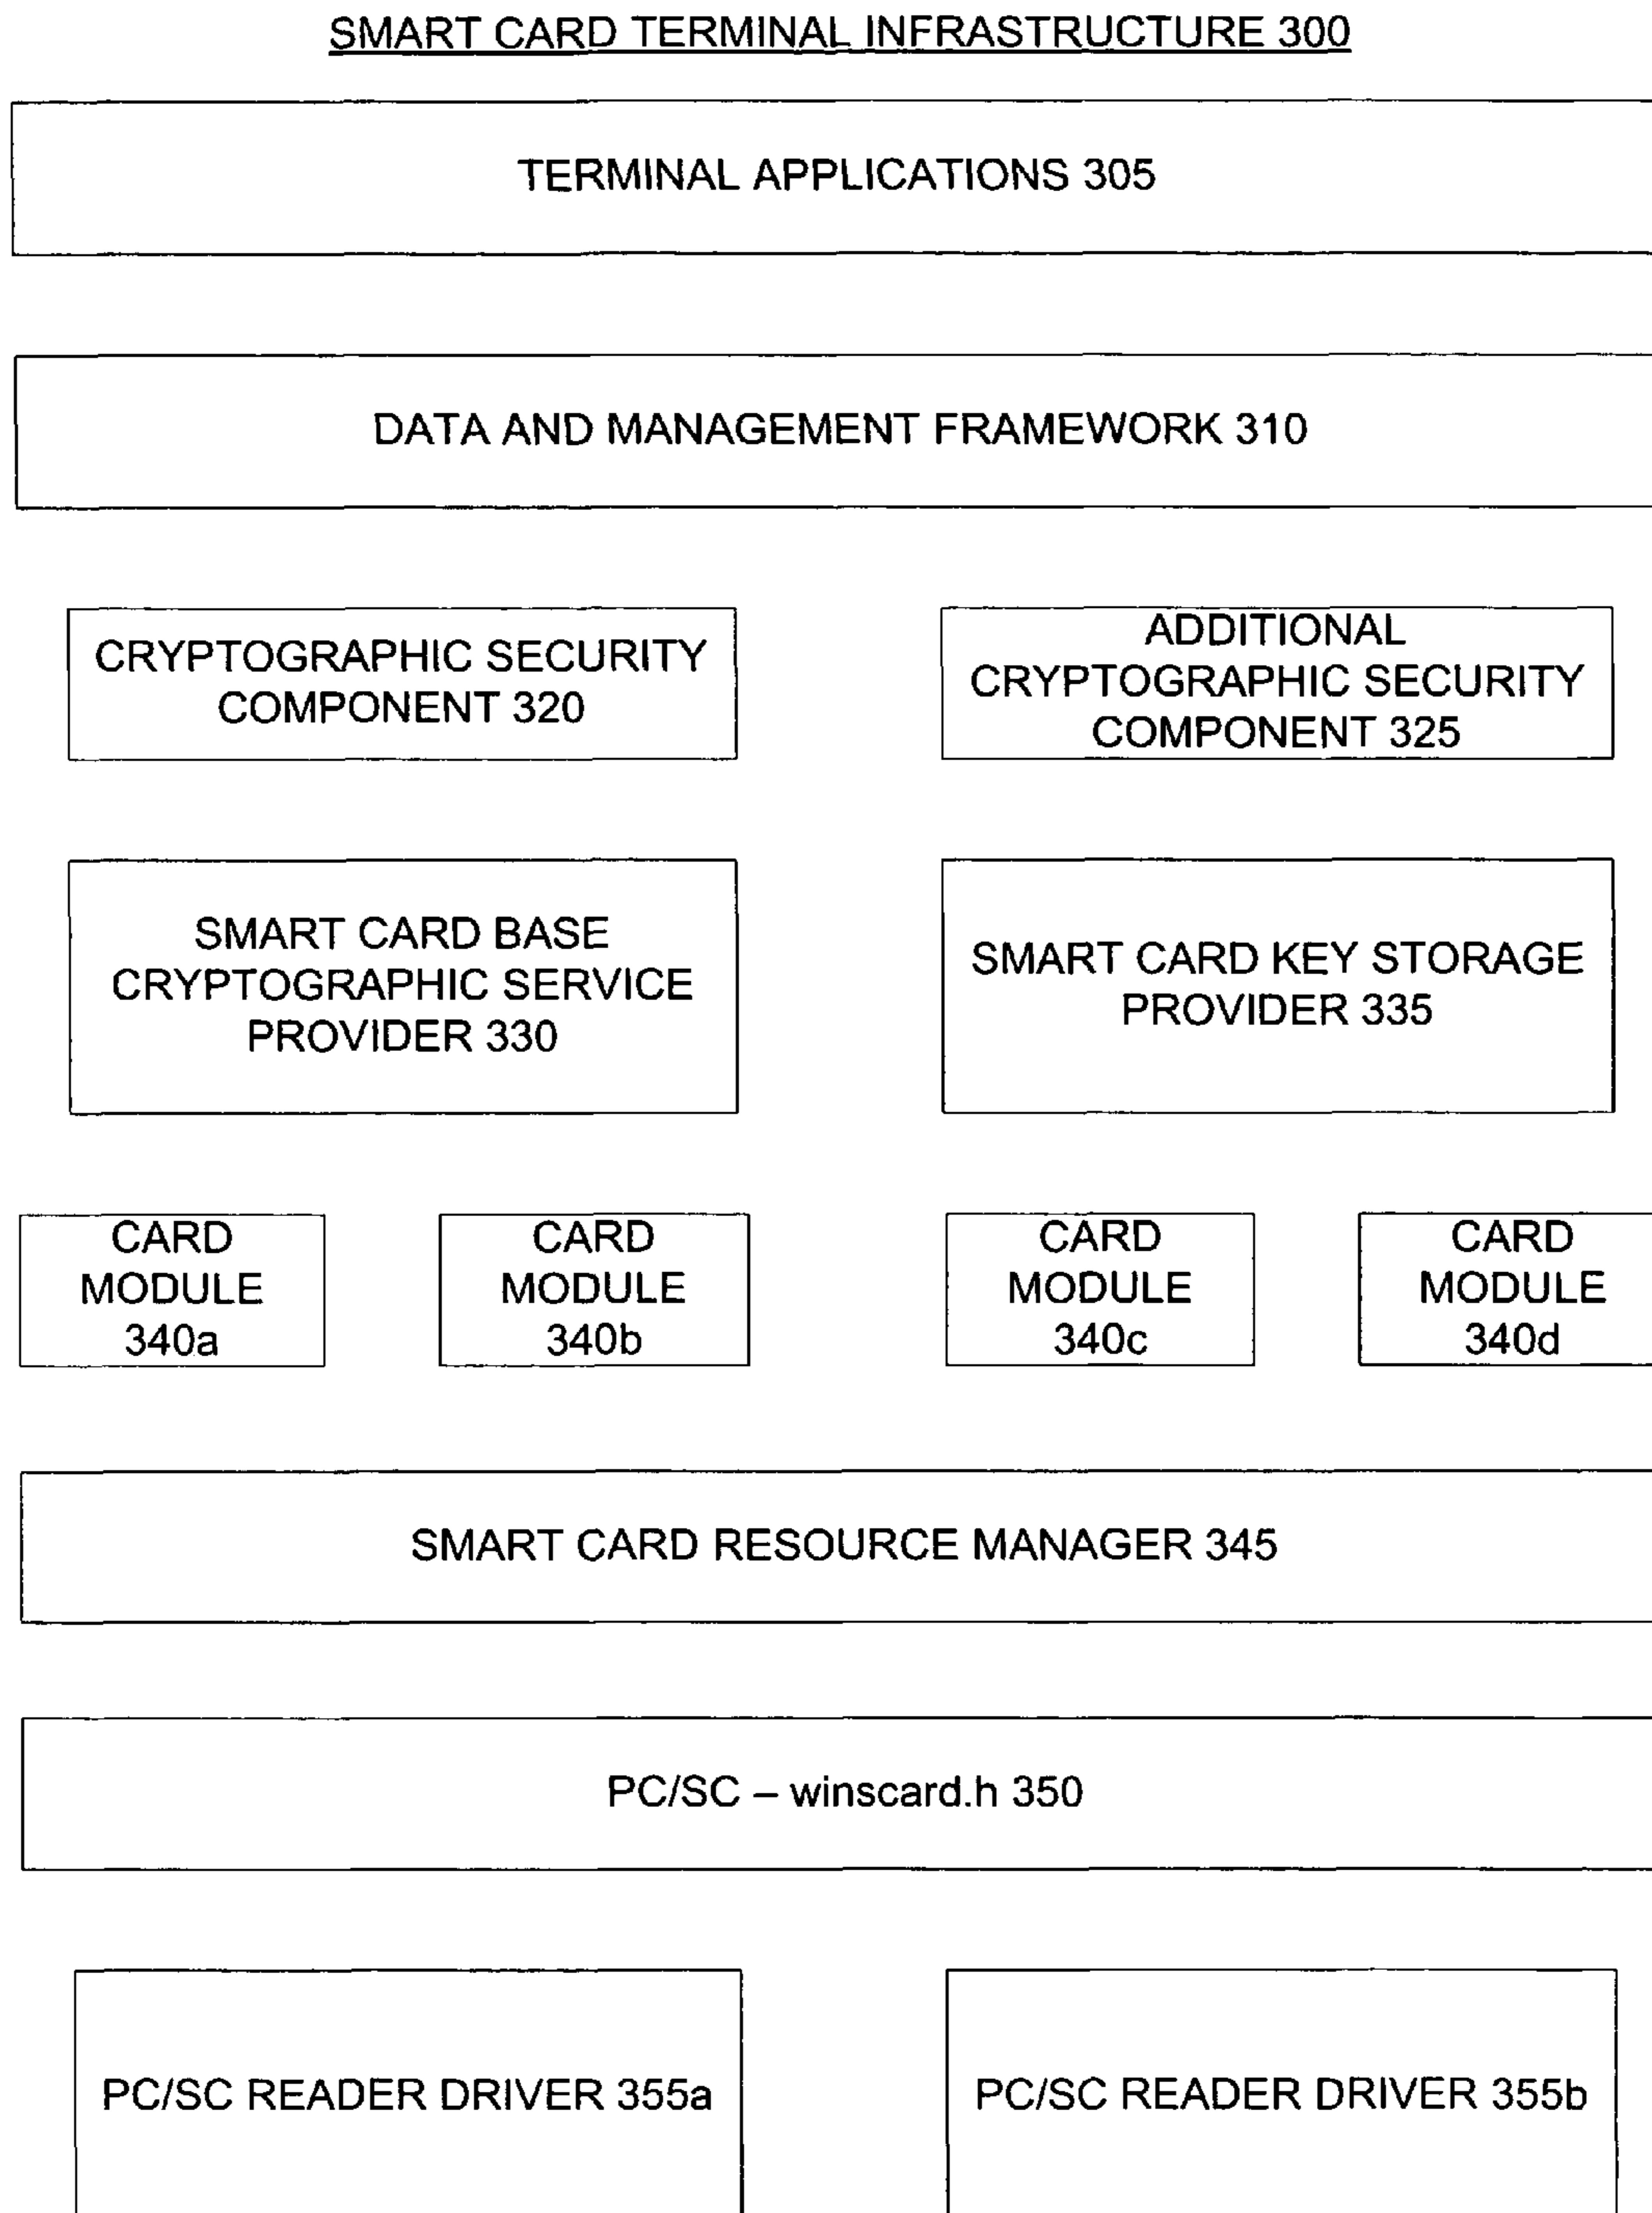 SMART CARD TERMINAL INFRASTRUCTURE 300
TERMINAL APPLICATIONS 305
DATA AND MANAGEMENT FRAMEWORK 310
CRYPTOGRAPHIC SECURITY
COMPONENT 320
ADDITIONAL
CRYPTOGRAPHIC SECURITY
COMPONENT 325
SMART CARD BASE
CRYPTOGRAPHIC SERVICE
PROVIDER 330
SMART CARD KEY STORAGE
PROVIDER 335
CARD
MODULE
340a
CARD
MODULE
340b
CARD
MODULE
340c
CARD
MODULE
340d
SMART CARD RESOURCE MANAGER 345
PC/SC – winscard.h 350
PC/SC READER DRIVER 355a
PC/SC READER DRIVER 355b